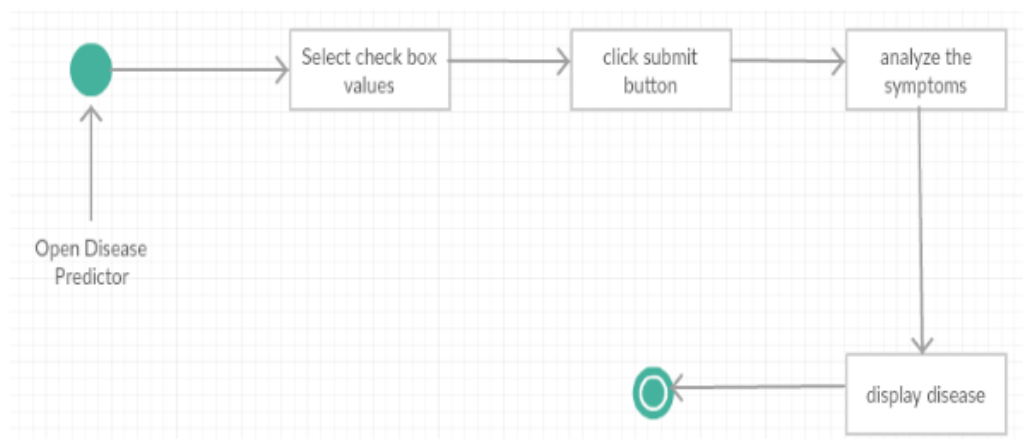 Select check box
values
click submit
button
analyze the
symptoms
Open Disease
Predictor
display disease